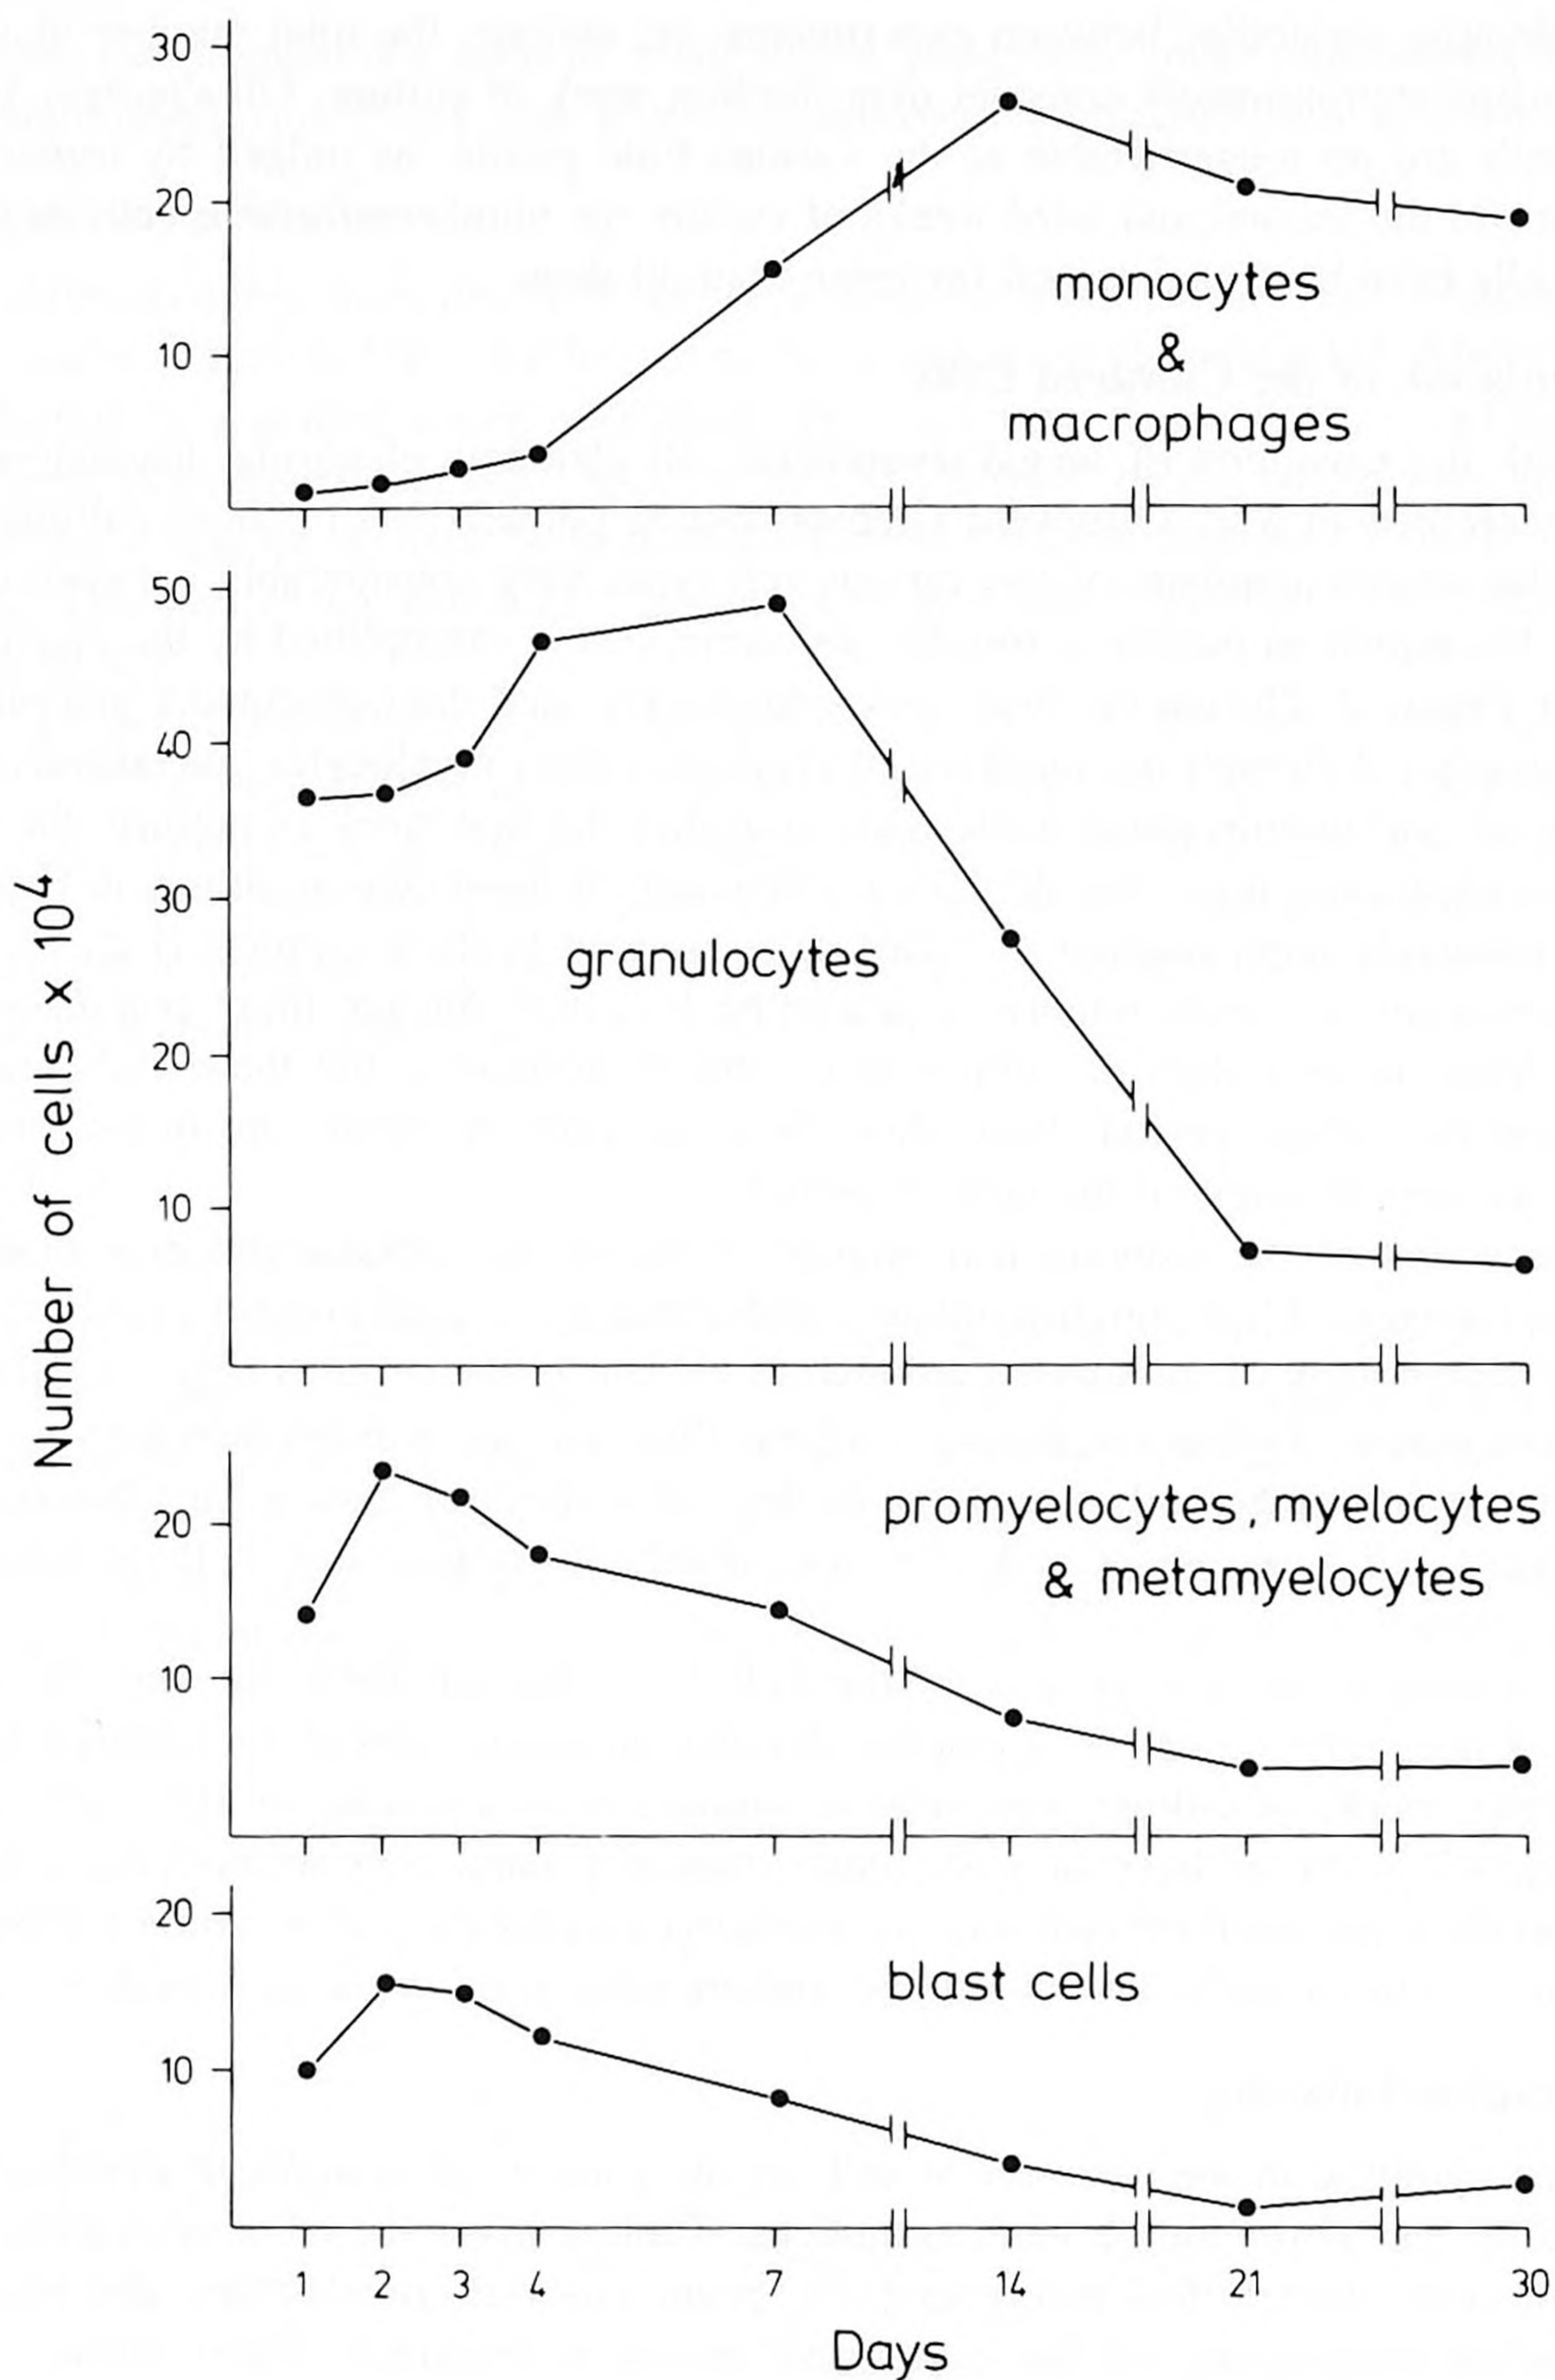 30
20
10
monocytes
&
macrophages
50
40
30
20
10
granulocytes
Number of cells x 10⁴
20
10
promyelocytes, myelocytes
& metamyelocytes
20
10
blast cells
1 2 3 4 7 14 21 30
Days